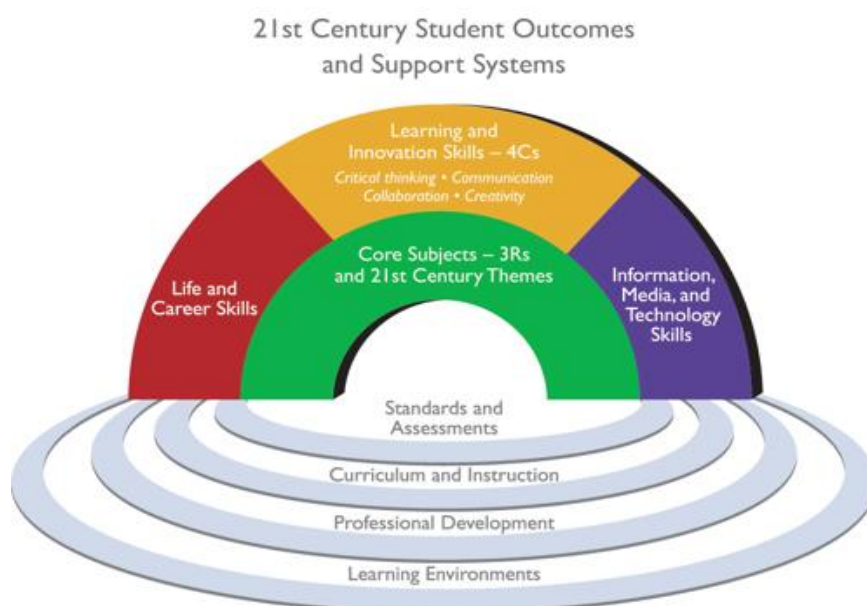 21st Century Student Outcomes
and Support Systems
Learning and
Innovation Skills – 4Cs
Critical thinking • Communication
Collaboration • Creativity
Core Subjects – 3Rs
and 21st Century Themes
Life and
Career Skills
Information,
Media, and
Technology
Skills
Standards and
Assessments
Curriculum and Instruction
Professional Development
Learning Environments